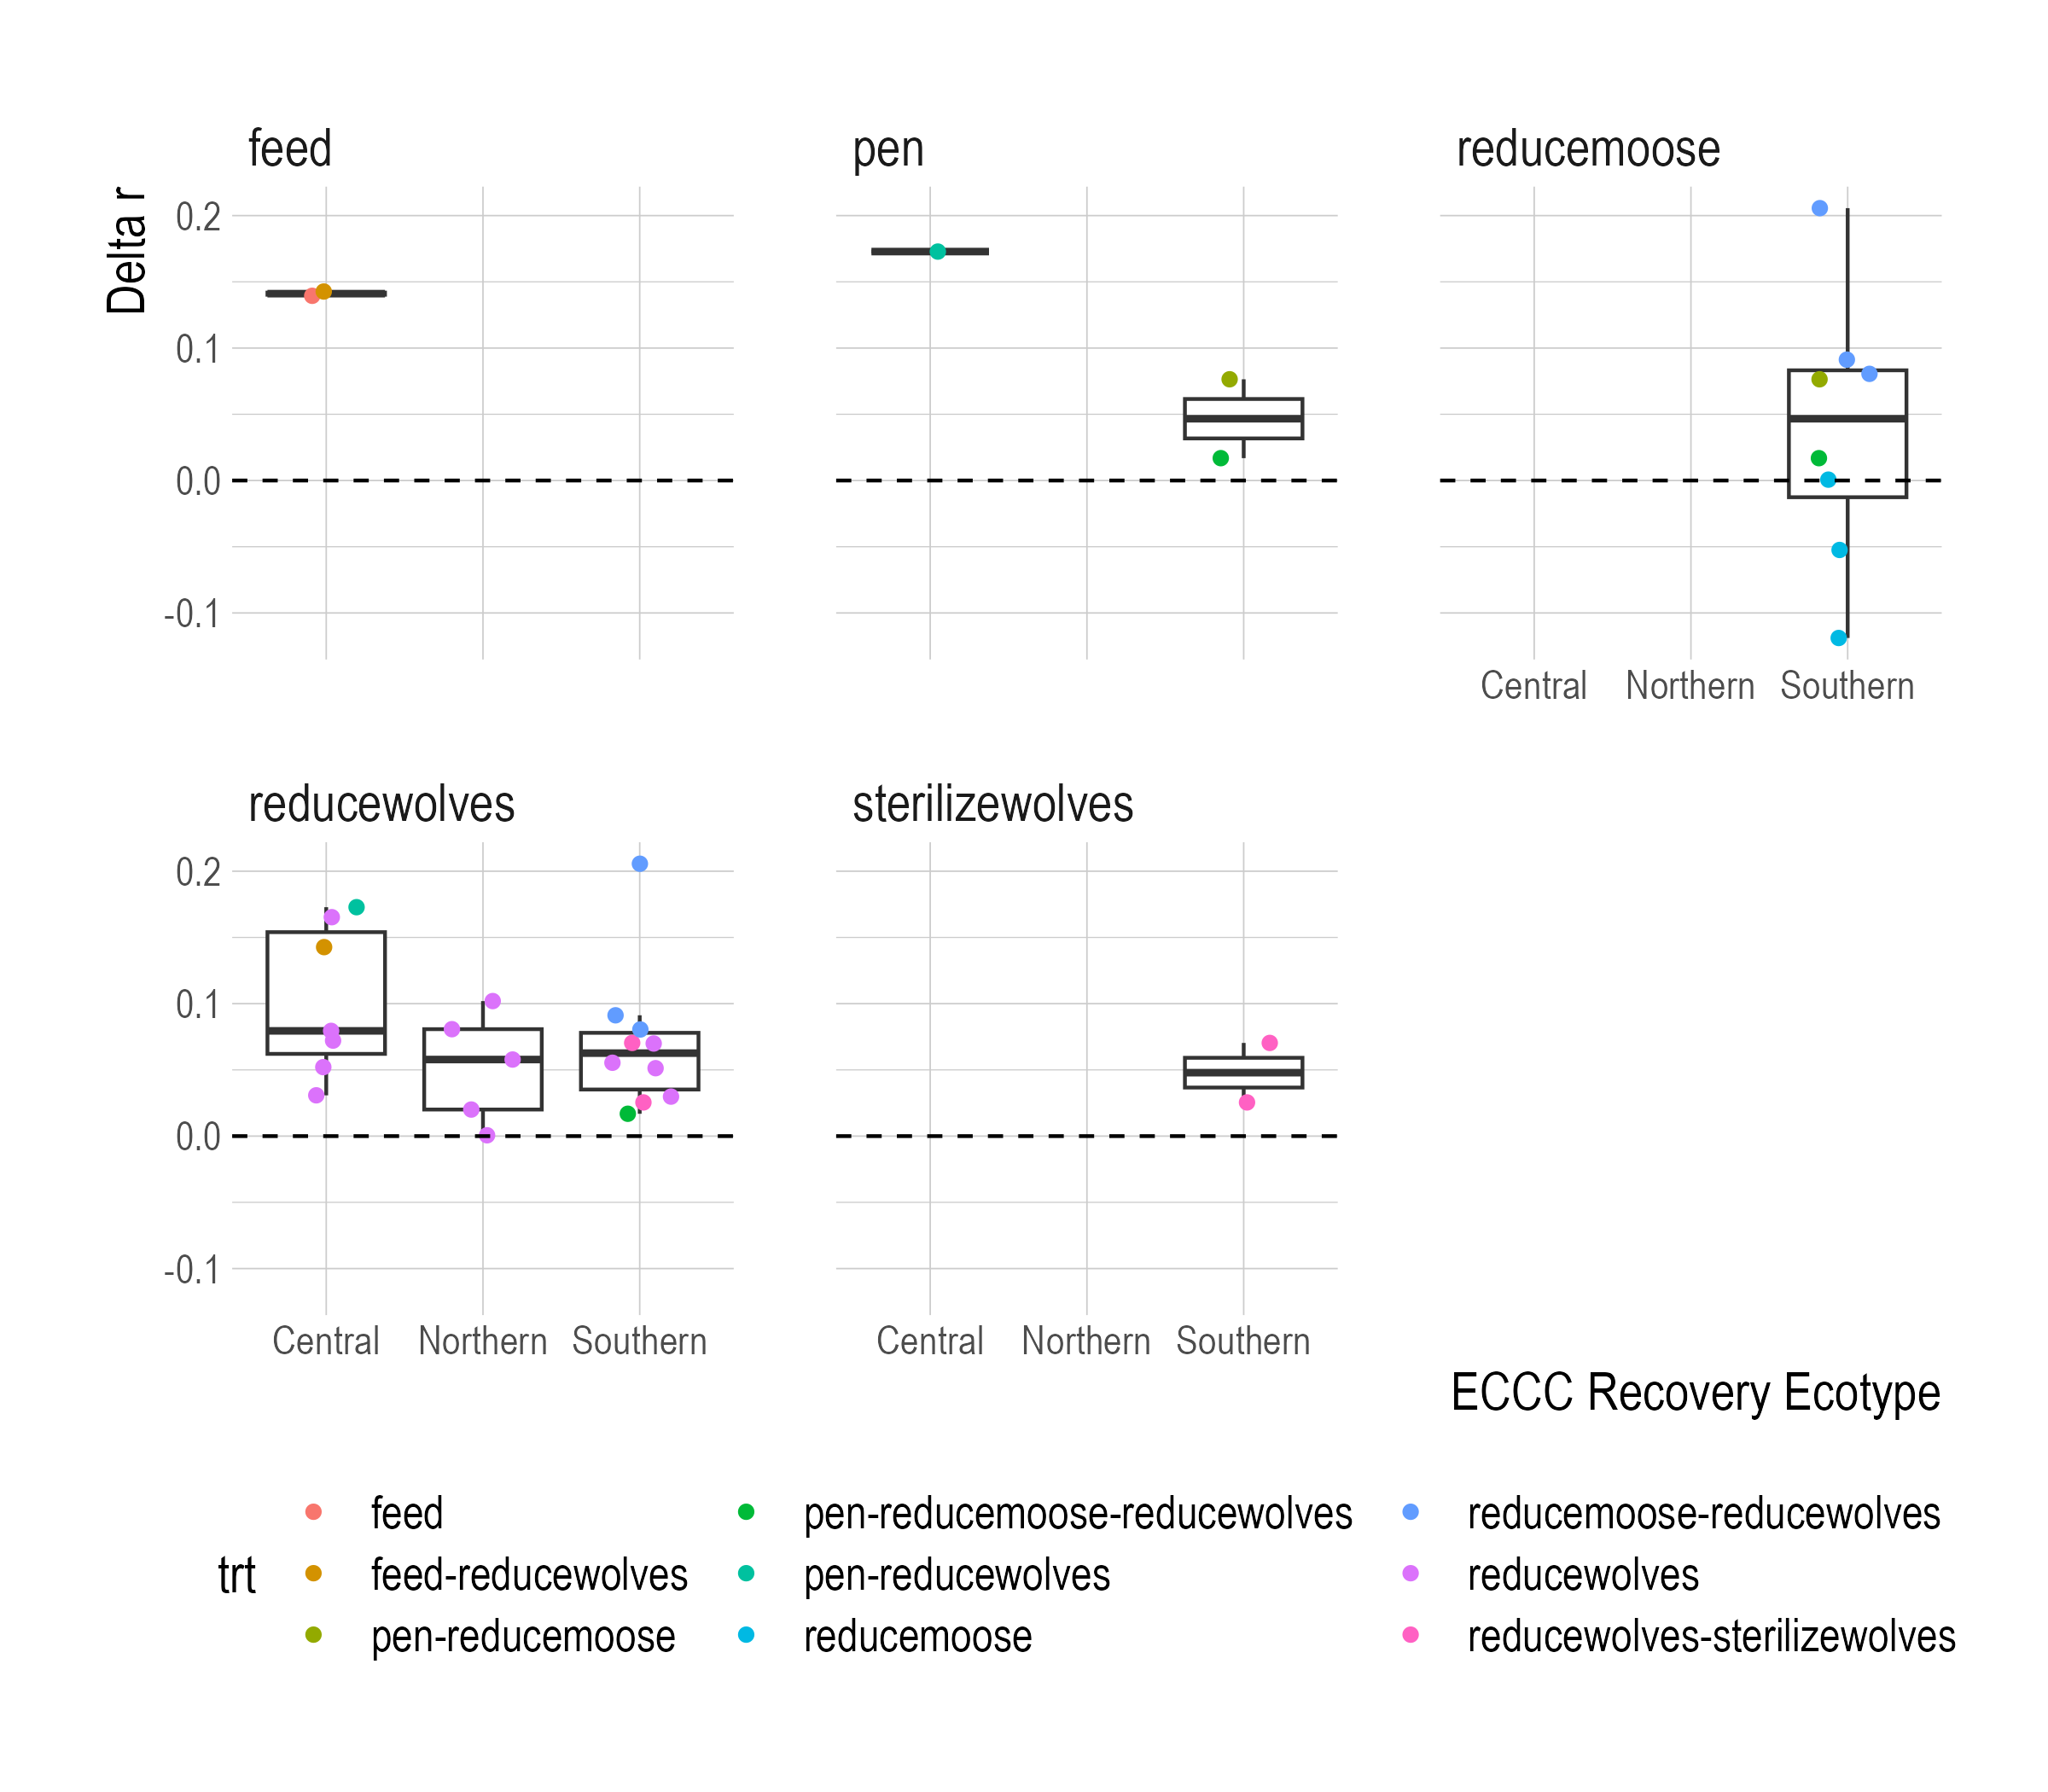 feed
pen
reducemoose
Delta r
0.2
0.1
0.0
-0.1
Central Northern Southern
reducewolves
sterilizewolves
0.2
0.1
0.0
-0.1
Central Northern Southern
Central Northern Southern
ECCC Recovery Ecotype
trt
feed
feed-reducewolves
pen-reducemoose
pen-reducemoose-reducewolves
pen-reducewolves
reducemoose
reducemoose-reducewolves
reducewolves
reducewolves-sterilizewolves